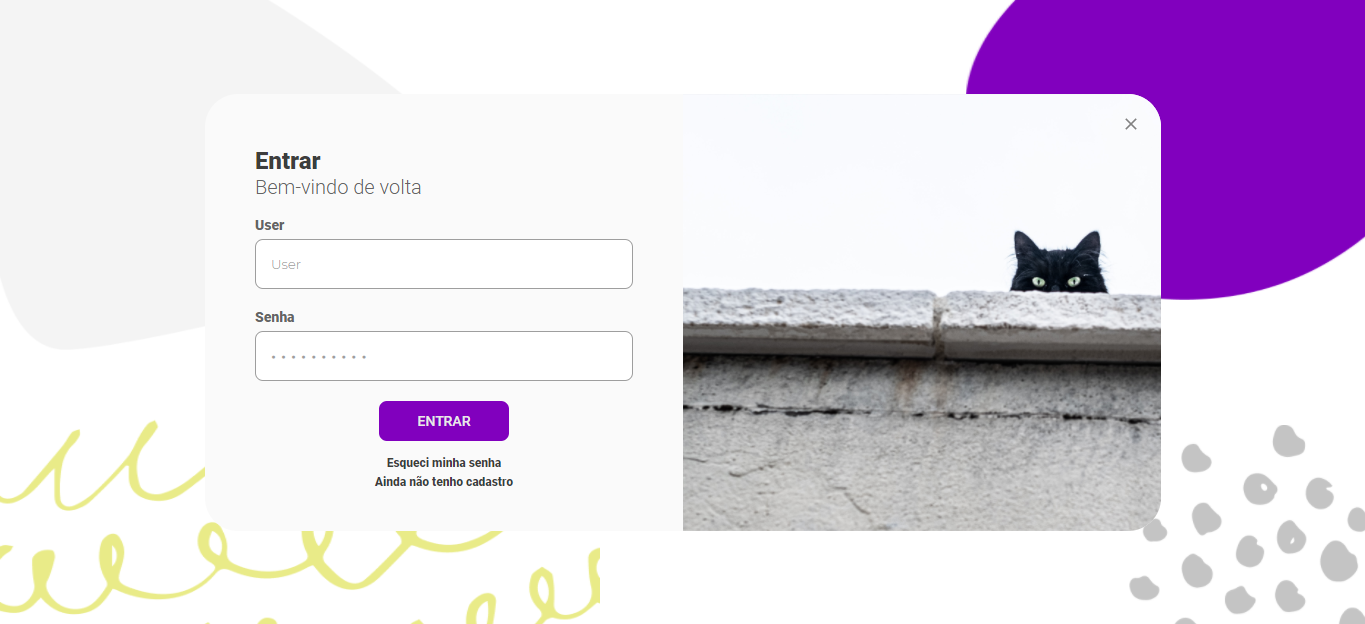 Entrar
Bem-vindo de volta
User
User
Senha
• • • • • • • • • •
ENTRAR
Esqueci minha senha
Ainda não tenho cadastro